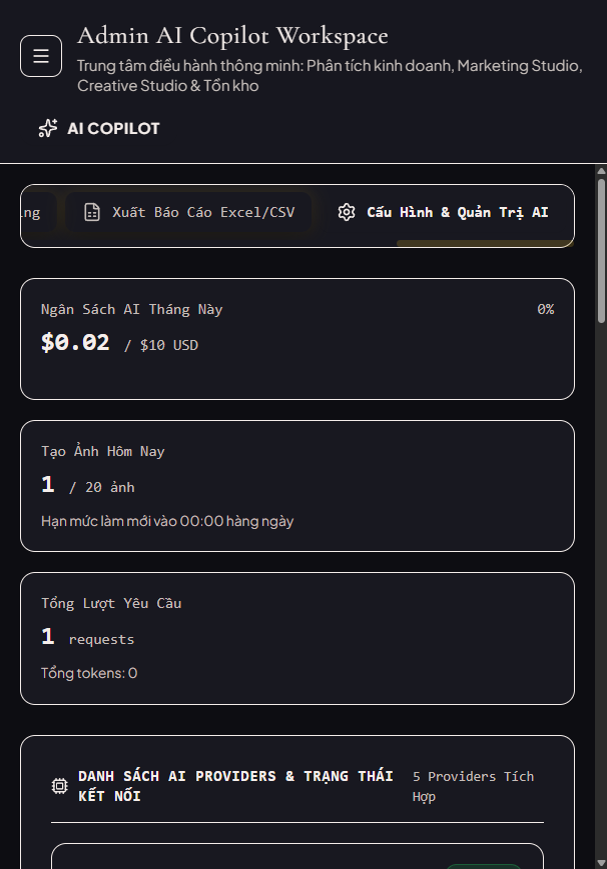 Admin AI Copilot Workspace
Trung tâm điều hành thông minh: Phân tích kinh doanh, Marketing Studio,
Creative Studio & Tồn kho
AI COPILOT
Xuất Báo Cáo Excel/CSV
Cấu Hình & Quản Trị AI
Ngân Sách AI Tháng Này
0%
$0.02 / $10 USD
Tạo Ảnh Hôm Nay
1 / 20 ảnh
Hạn mức làm mới vào 00:00 hàng ngày
Tổng Lượt Yêu Cầu
1 requests
Tổng tokens: 0
DANH SÁCH AI PROVIDERS & TRẠNG THÁI
KẾT NỐI
5 Providers Tích
Hợp